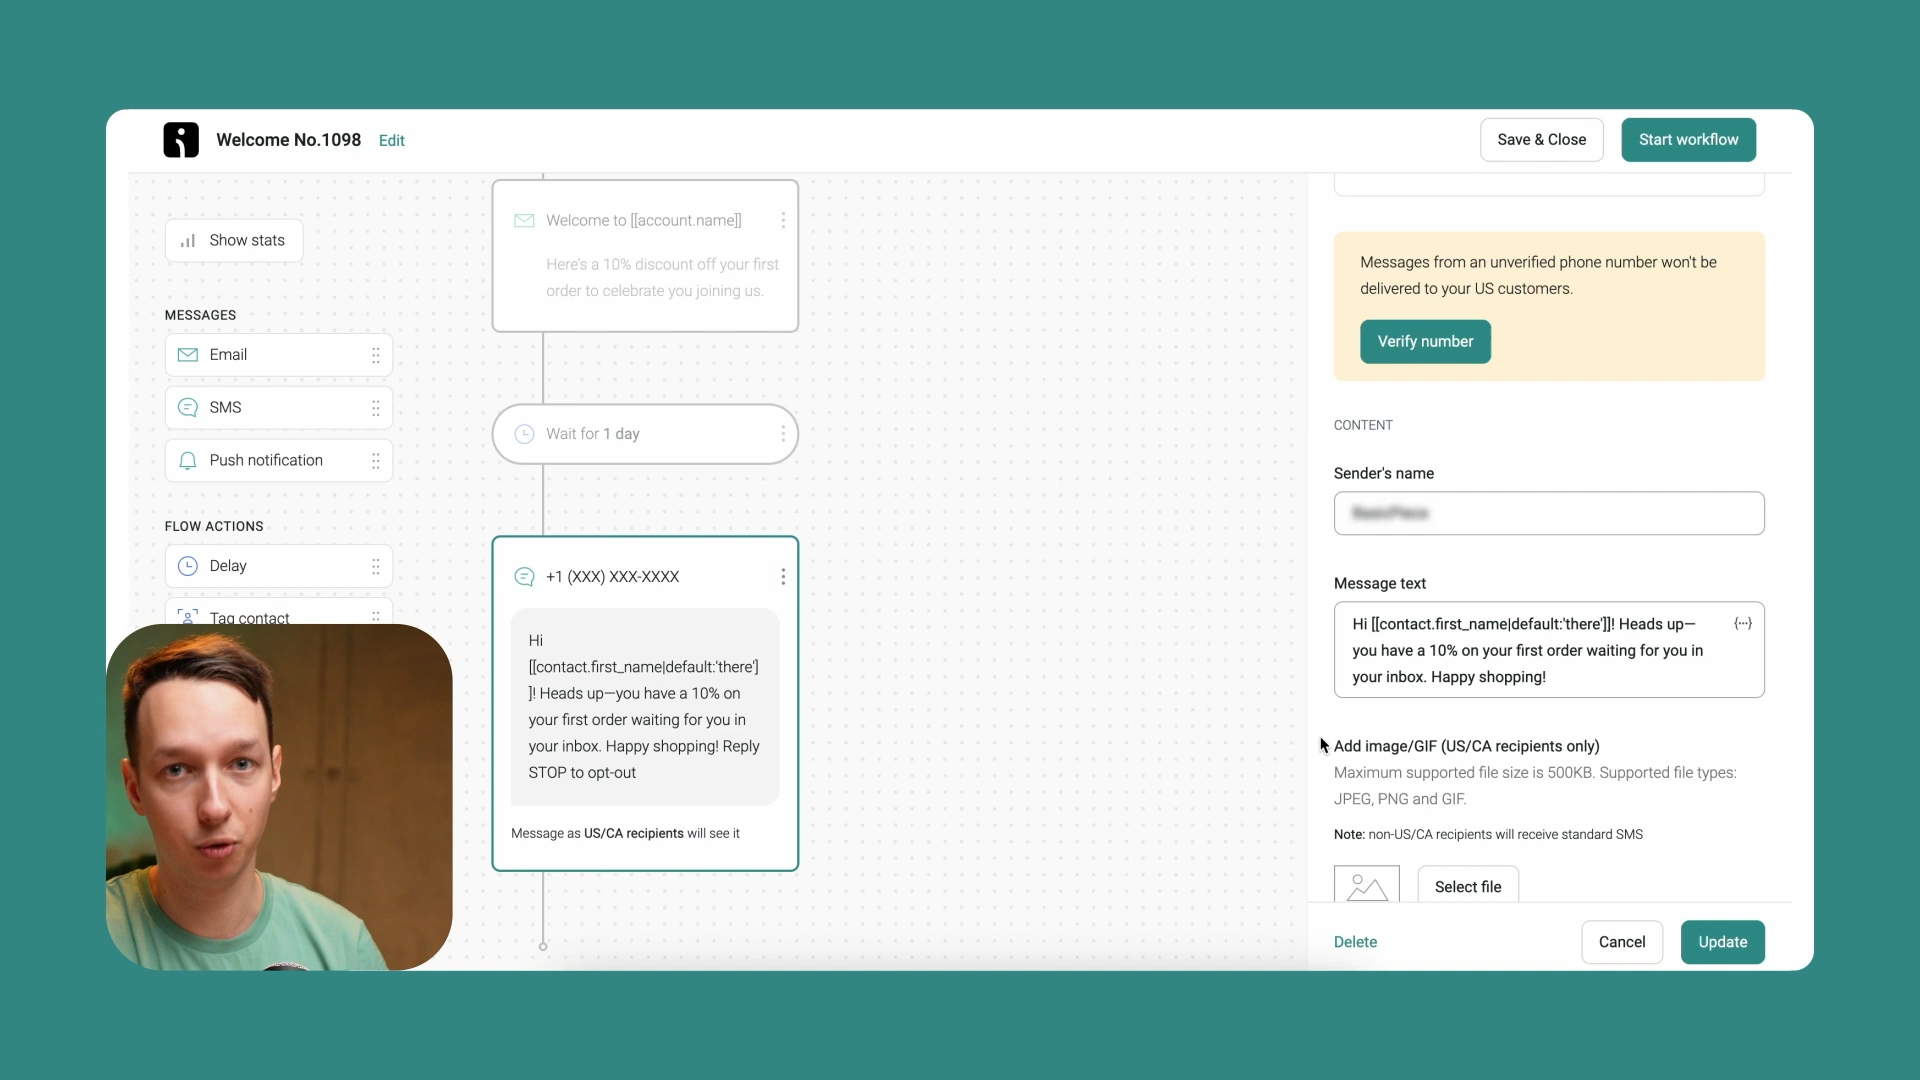 Welcome No.1098 Edit
Save & Close
Start workflow
Show stats
MESSAGES
Email
SMS
Push notification
FLOW ACTIONS
Delay
Tag contact
Welcome to [[account.name]]
Here's a 10% discount off your first
order to celebrate you joining us.
Wait for 1 day
+1 (XXX) XXX-XXXX
Hi
[[contact.first_name|default:'there']
]! Heads up—you have a 10% on
your first order waiting for you in
your inbox. Happy shopping! Reply
STOP to opt-out
Message as US/CA recipients will see it
Messages from an unverified phone number won't be
delivered to your US customers.
Verify number
CONTENT
Sender's name
Message text
Hi [[contact.first_name|default:'there']]! Heads up—
you have a 10% on your first order waiting for you in
your inbox. Happy shopping!
Add image/GIF (US/CA recipients only)
Maximum supported file size is 500KB. Supported file types:
JPEG, PNG and GIF.
Note: non-US/CA recipients will receive standard SMS
Select file
Delete
Cancel
Update